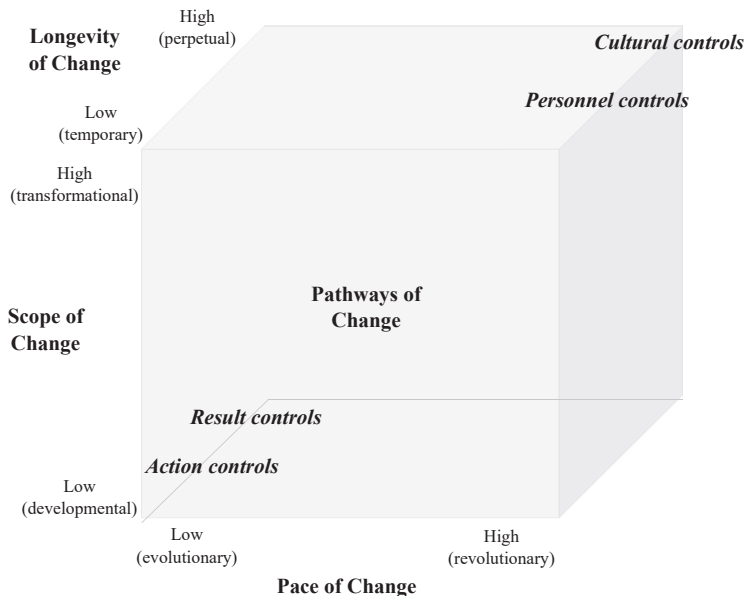 High
(perpetual)
Longevity
of Change
Cultural controls
Personnel controls
Low
(temporary)
High
(transformational)
Pathways of
Change
Scope of
Change
Result controls
Action controls
Low
(developmental)
Low
(evolutionary)
High
(revolutionary)
Pace of Change